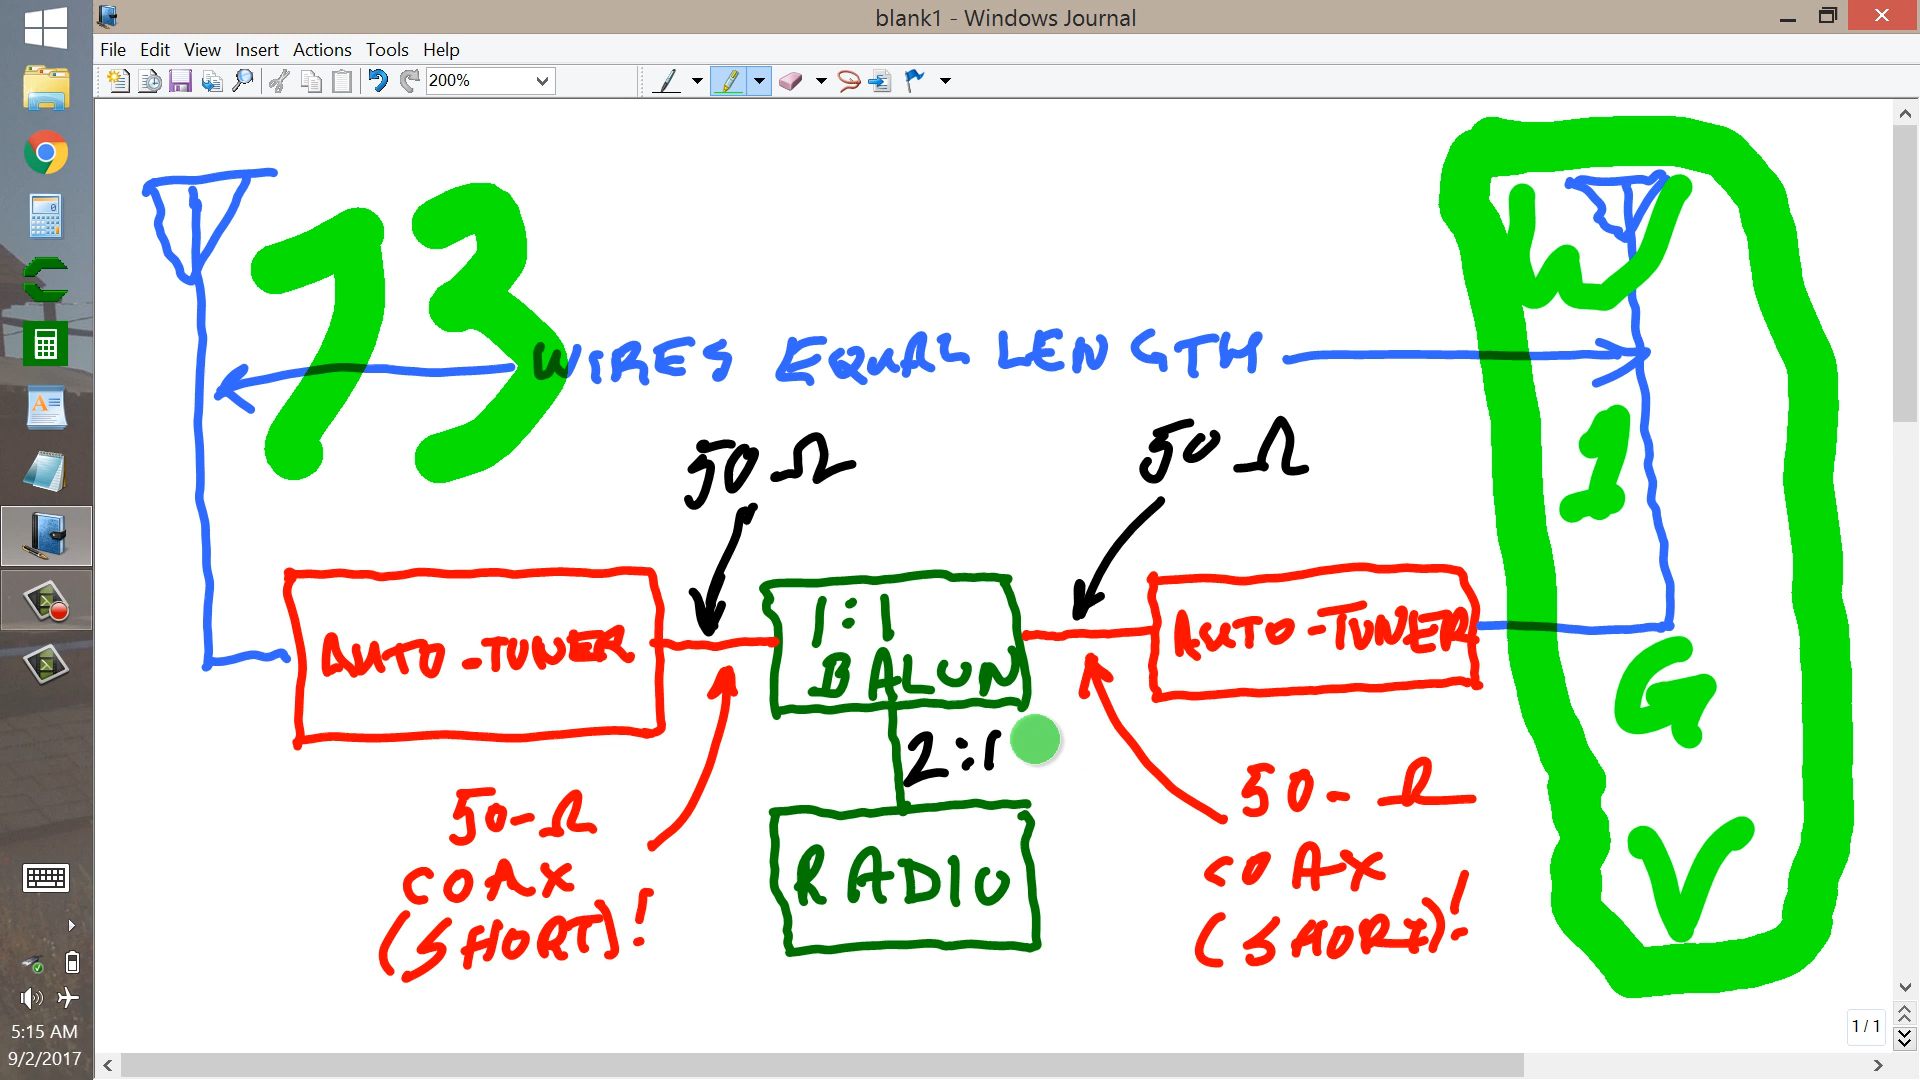 blank1 - Windows Journal
File Edit View Insert Actions Tools Help
200%
73
W
WIRES EQUAL LENGTH
50 Ω
50 Ω
1
AUTO-TUNER
1:1
BALUN
AUTO-TUNER
G
2:1
50-Ω
COAX
(SHORT)!
RADIO
50-Ω
COAX
(SHORT)!
V
1 / 1
5:15 AM
9/2/2017